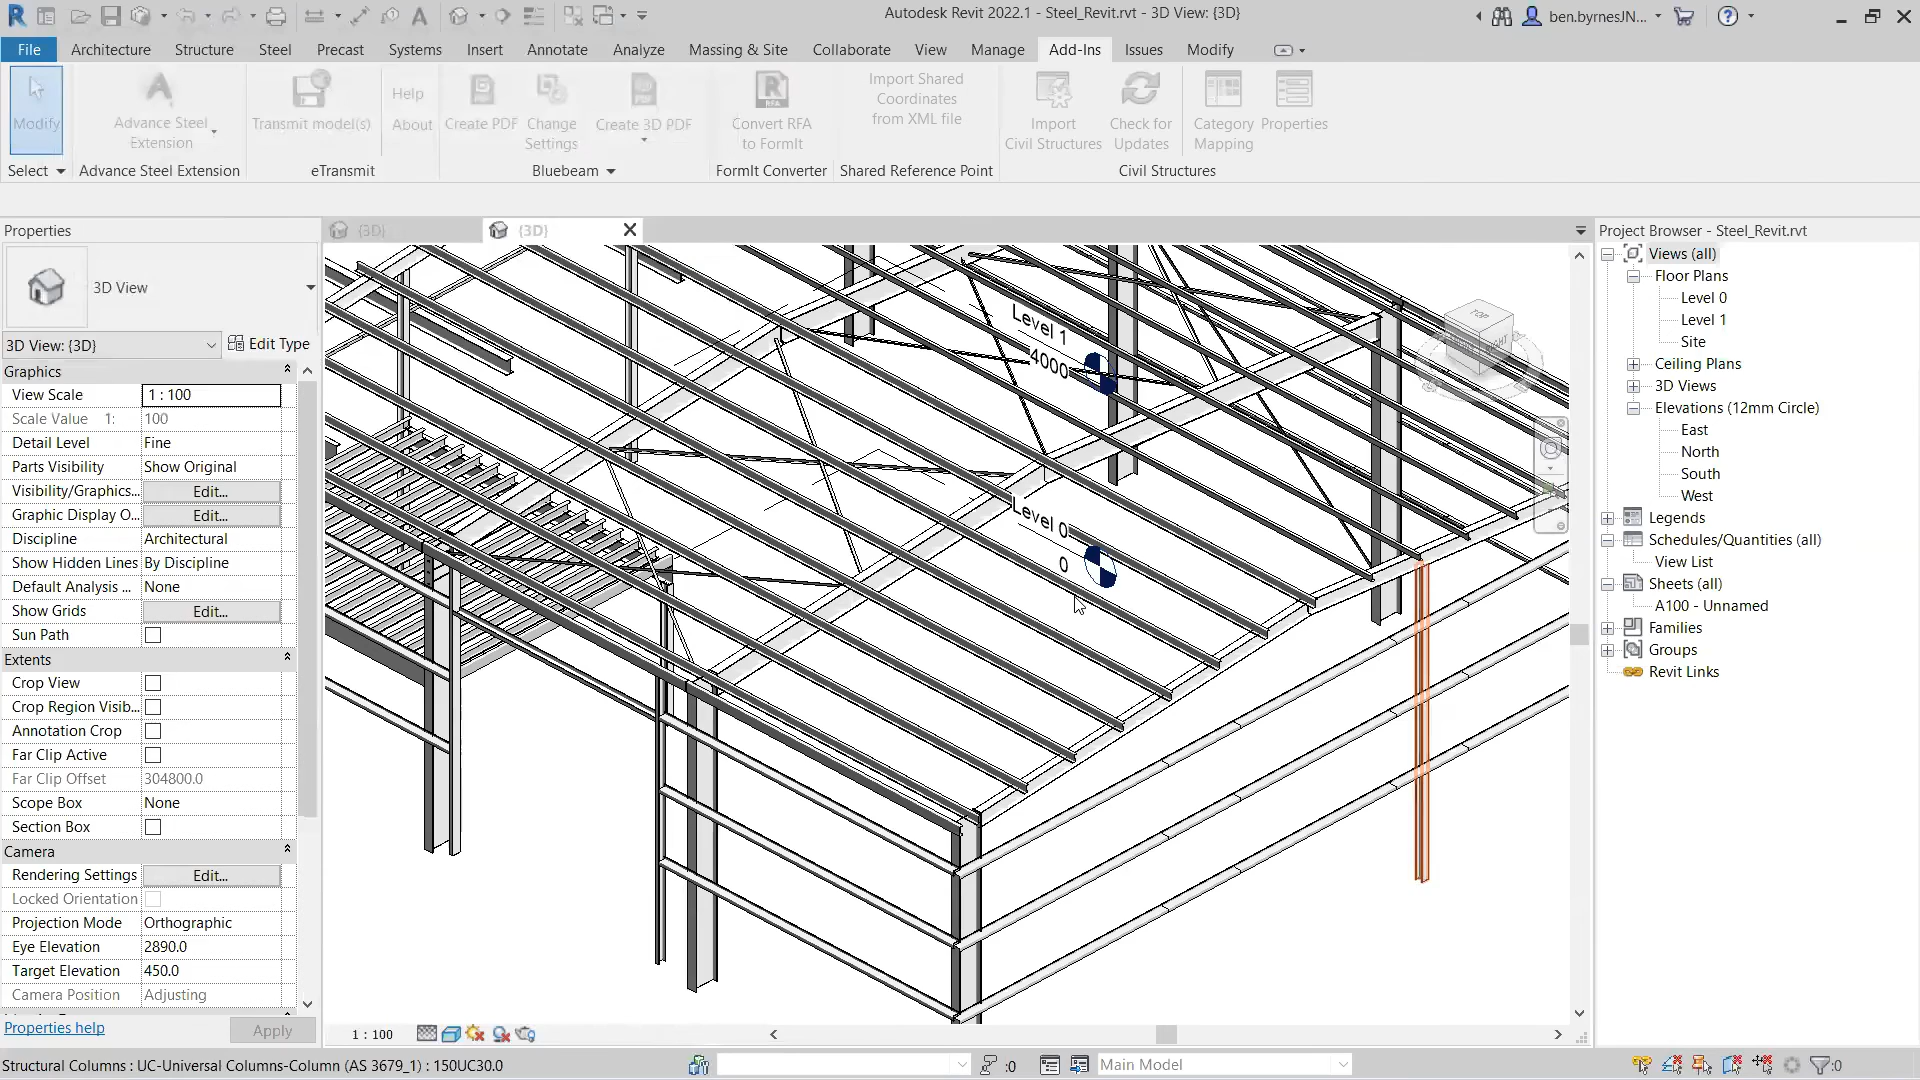 Autodesk Revit 2022.1 - Steel_Revit.rvt - 3D View: {3D}
ben.byrnesJN...
File
Architecture
Structure
Steel
Precast
Systems
Insert
Annotate
Analyze
Massing & Site
Collaborate
View
Manage
Add-Ins
Issues
Modify
Modify
Advance Steel
Extension
Transmit model(s)
Help
About
Create PDF
Change
Settings
Create 3D PDF
Convert RFA
to FormIt
Import Shared
Coordinates
from XML file
Import
Civil Structures
Check for
Updates
Category
Mapping
Properties
Select
Advance Steel Extension
eTransmit
Bluebeam
FormIt Converter
Shared Reference Point
Civil Structures
Properties
3D View
3D View: {3D}
Edit Type
Graphics
View Scale
1 : 100
Scale Value 1:
100
Detail Level
Fine
Parts Visibility
Show Original
Visibility/Graphics...
Edit...
Graphic Display O...
Edit...
Discipline
Architectural
Show Hidden Lines
By Discipline
Default Analysis ...
None
Show Grids
Edit...
Sun Path
Extents
Crop View
Crop Region Visib...
Annotation Crop
Far Clip Active
Far Clip Offset
304800.0
Scope Box
None
Section Box
Camera
Rendering Settings
Edit...
Locked Orientation
Projection Mode
Orthographic
Eye Elevation
2890.0
Target Elevation
450.0
Camera Position
Adjusting
Properties help
Apply
{3D}
{3D}
Level 1
4000
Level 0
0
TOP
RIGHT
1 : 100
Project Browser - Steel_Revit.rvt
Views (all)
Floor Plans
Level 0
Level 1
Site
Ceiling Plans
3D Views
Elevations (12mm Circle)
East
North
South
West
Legends
Schedules/Quantities (all)
View List
Sheets (all)
A100 - Unnamed
Families
Groups
Revit Links
Structural Columns : UC-Universal Columns-Column (AS 3679_1) : 150UC30.0
:0
Main Model
:0